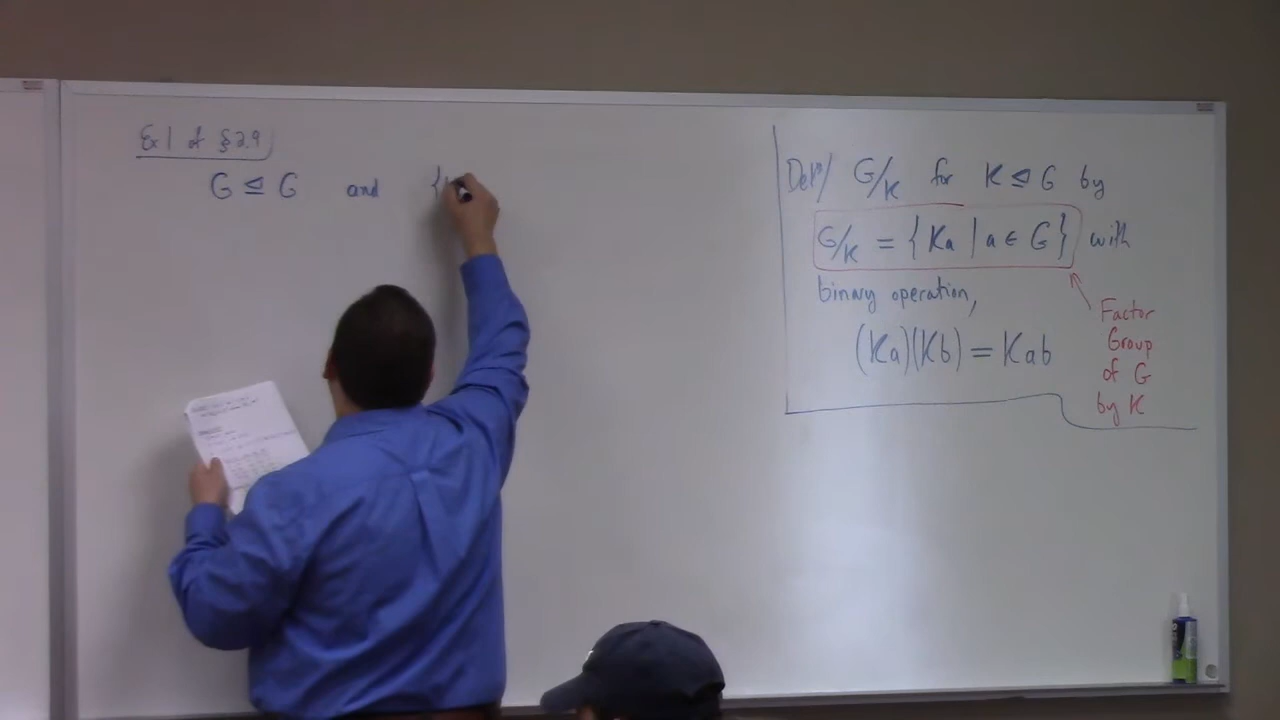 Ex 1 of §2.9
G ⊴ G and {
Defⁿ/ G/K for K ⊴ G by
G/K = { Ka | a ∈ G } with
binary operation,
(Ka)(Kb) = Kab
Factor
Group
of G
by K